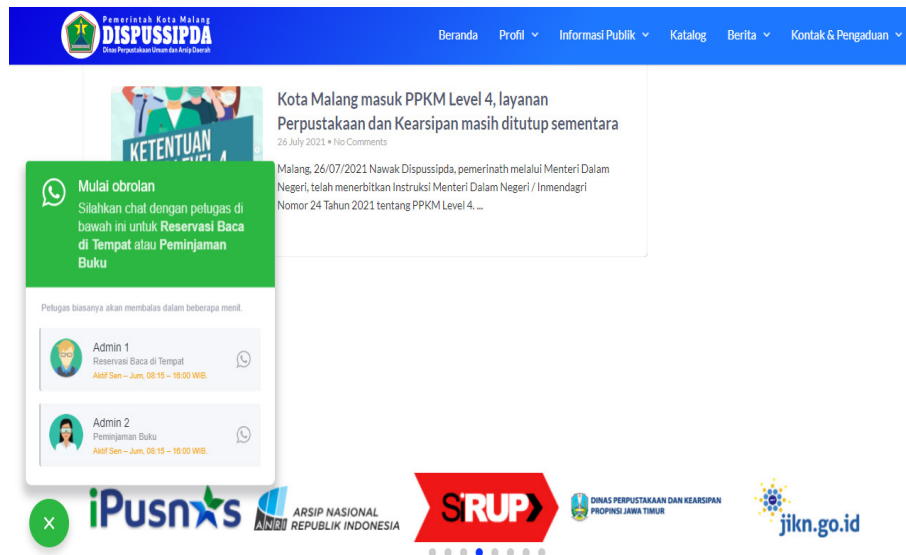 Pemerintah Kota Malang
DISPUSSIPDA
Dinas Perpustakaan Umum dan Arsip Daerah
Beranda Profil Informasi Publik Katalog Berita Kontak & Pengaduan
KETENTUAN
Kota Malang masuk PPKM Level 4, layanan
Perpustakaan dan Kearsipan masih ditutup sementara
26 July 2021 • No Comments
Malang, 26/07/2021 Nawak Dispussipda, pemerinath melalui Menteri Dalam
Negeri, telah menerbitkan Instruksi Menteri Dalam Negeri / Inmendagri
Nomor 24 Tahun 2021 tentang PPKM Level 4. ...
Mulai obrolan
Silahkan chat dengan petugas di
bawah ini untuk Reservasi Baca
di Tempat atau Peminjaman
Buku
Petugas biasanya akan membalas dalam beberapa menit.
Admin 1
Reservasi Baca di Tempat
Aktif Sen – Jum, 08:15 – 16:00 WIB.
Admin 2
Peminjaman Buku
Aktif Sen – Jum, 08:15 – 16:00 WIB.
iPusnas
ANRI
ARSIP NASIONAL
REPUBLIK INDONESIA
SiRUP
DINAS PERPUSTAKAAN DAN KEARSIPAN
PROPINSI JAWA TIMUR
jikn.go.id